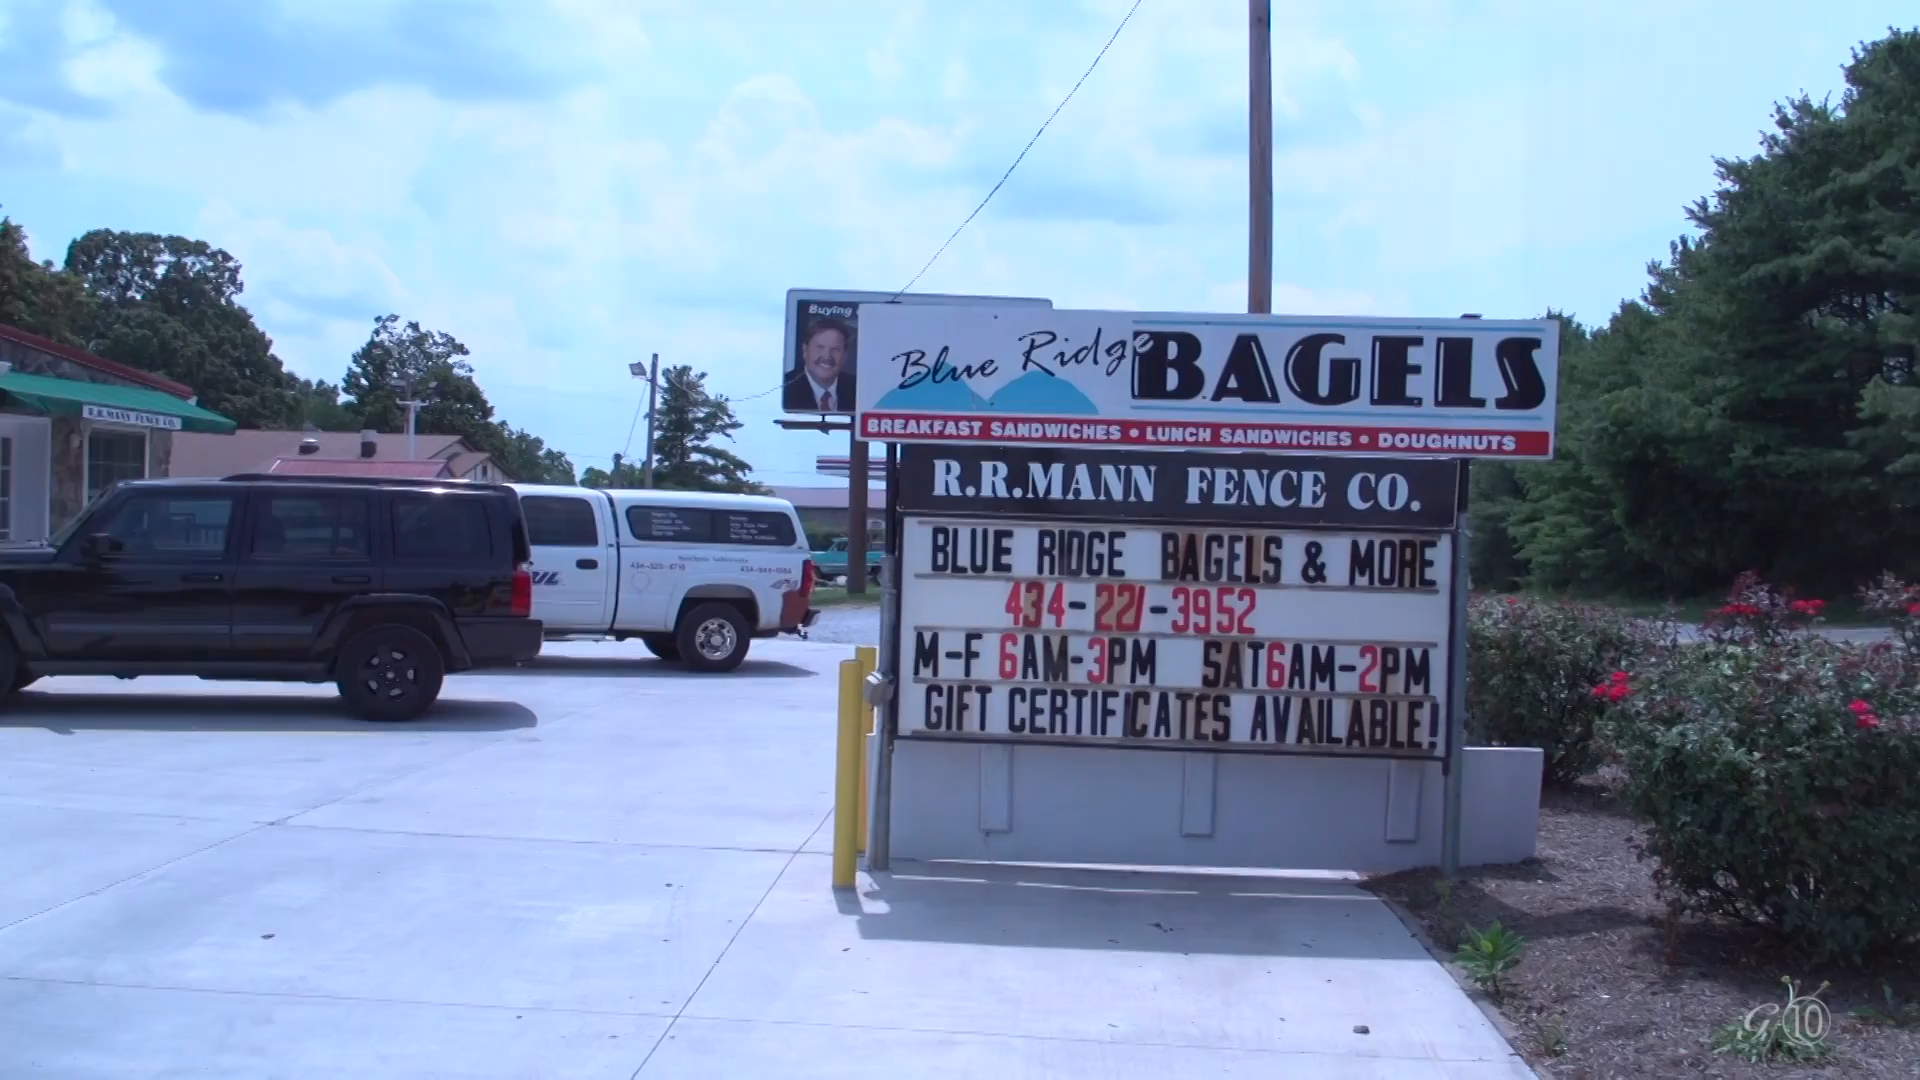 Buying
Blue Ridge BAGELS
BREAKFAST SANDWICHES • LUNCH SANDWICHES • DOUGHNUTS
R.R.MANN FENCE CO.
BLUE RIDGE BAGELS & MORE
434-221-3952
M-F 6AM-3PM SAT6AM-2PM
GIFT CERTIFICATES AVAILABLE!
R.R.MANN FENCE CO.
G 10